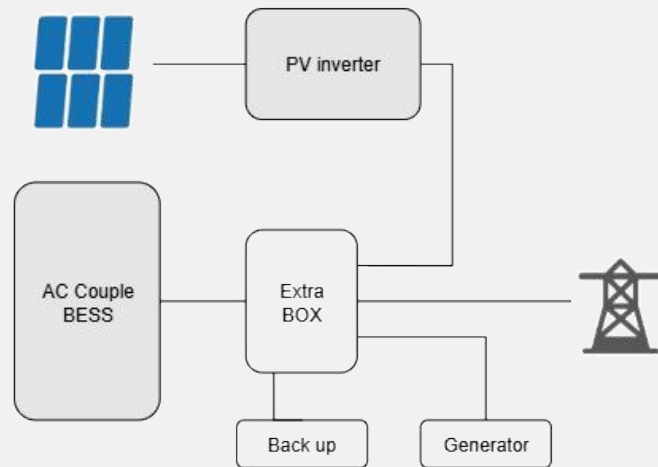 PV inverter
AC Couple
BESS
Extra
BOX
Back up
Generator